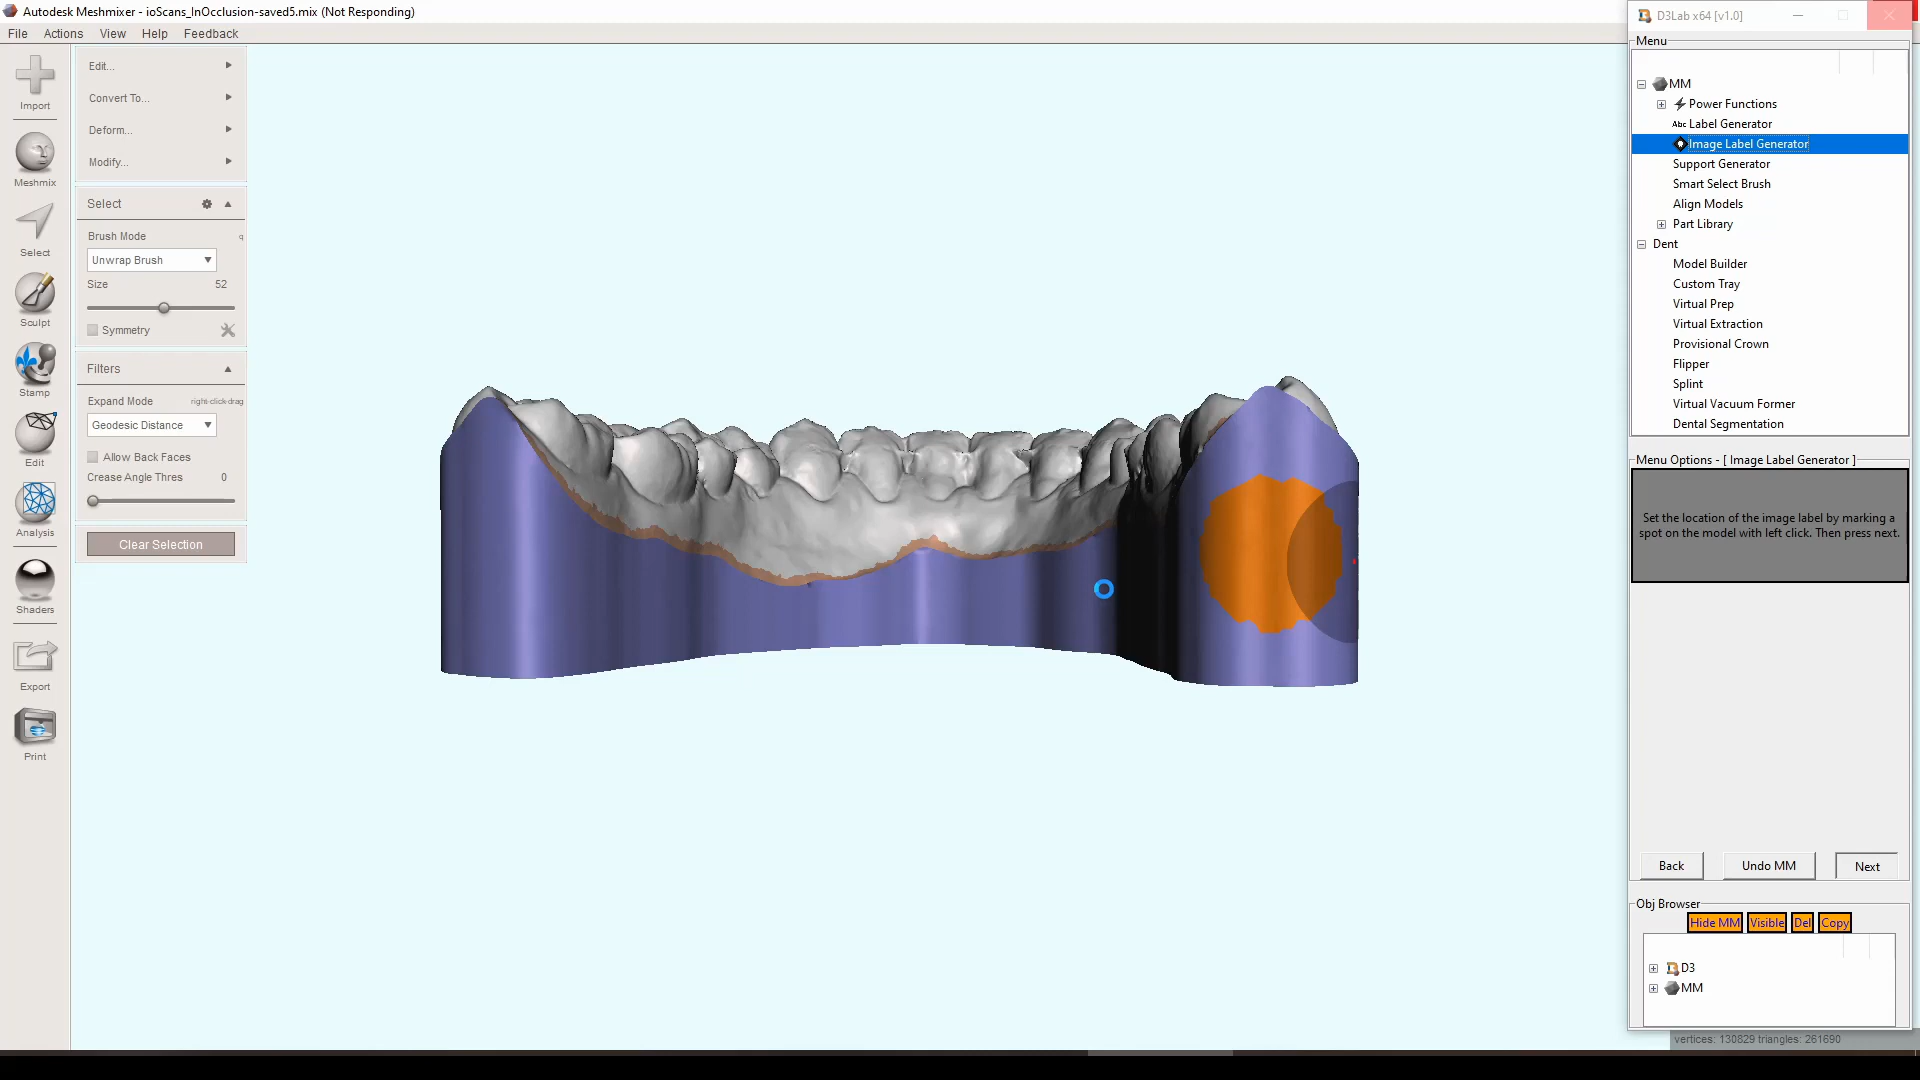 Autodesk Meshmixer - ioScans_InOcclusion-saved5.mix (Not Responding)
File Actions View Help Feedback
Import
Meshmix
Select
Sculpt
Stamp
Edit
Analysis
Shaders
Export
Print
Edit...
Convert To...
Deform...
Modify...
Select
Brush Mode q
Unwrap Brush
Size 52
Symmetry
Filters
Expand Mode right-click-drag
Geodesic Distance
Allow Back Faces
Crease Angle Thres 0
Clear Selection
D3Lab x64 [v1.0]
Menu
MM
Power Functions
Abc Label Generator
Image Label Generator
Support Generator
Smart Select Brush
Align Models
Part Library
Dent
Model Builder
Custom Tray
Virtual Prep
Virtual Extraction
Provisional Crown
Flipper
Splint
Virtual Vacuum Former
Dental Segmentation
Menu Options - [ Image Label Generator ]
Set the location of the image label by marking a
spot on the model with left click. Then press next.
Back Undo MM Next
Obj Browser
Hide MM Visible Del Copy
D3
MM
vertices: 130829 triangles: 261690